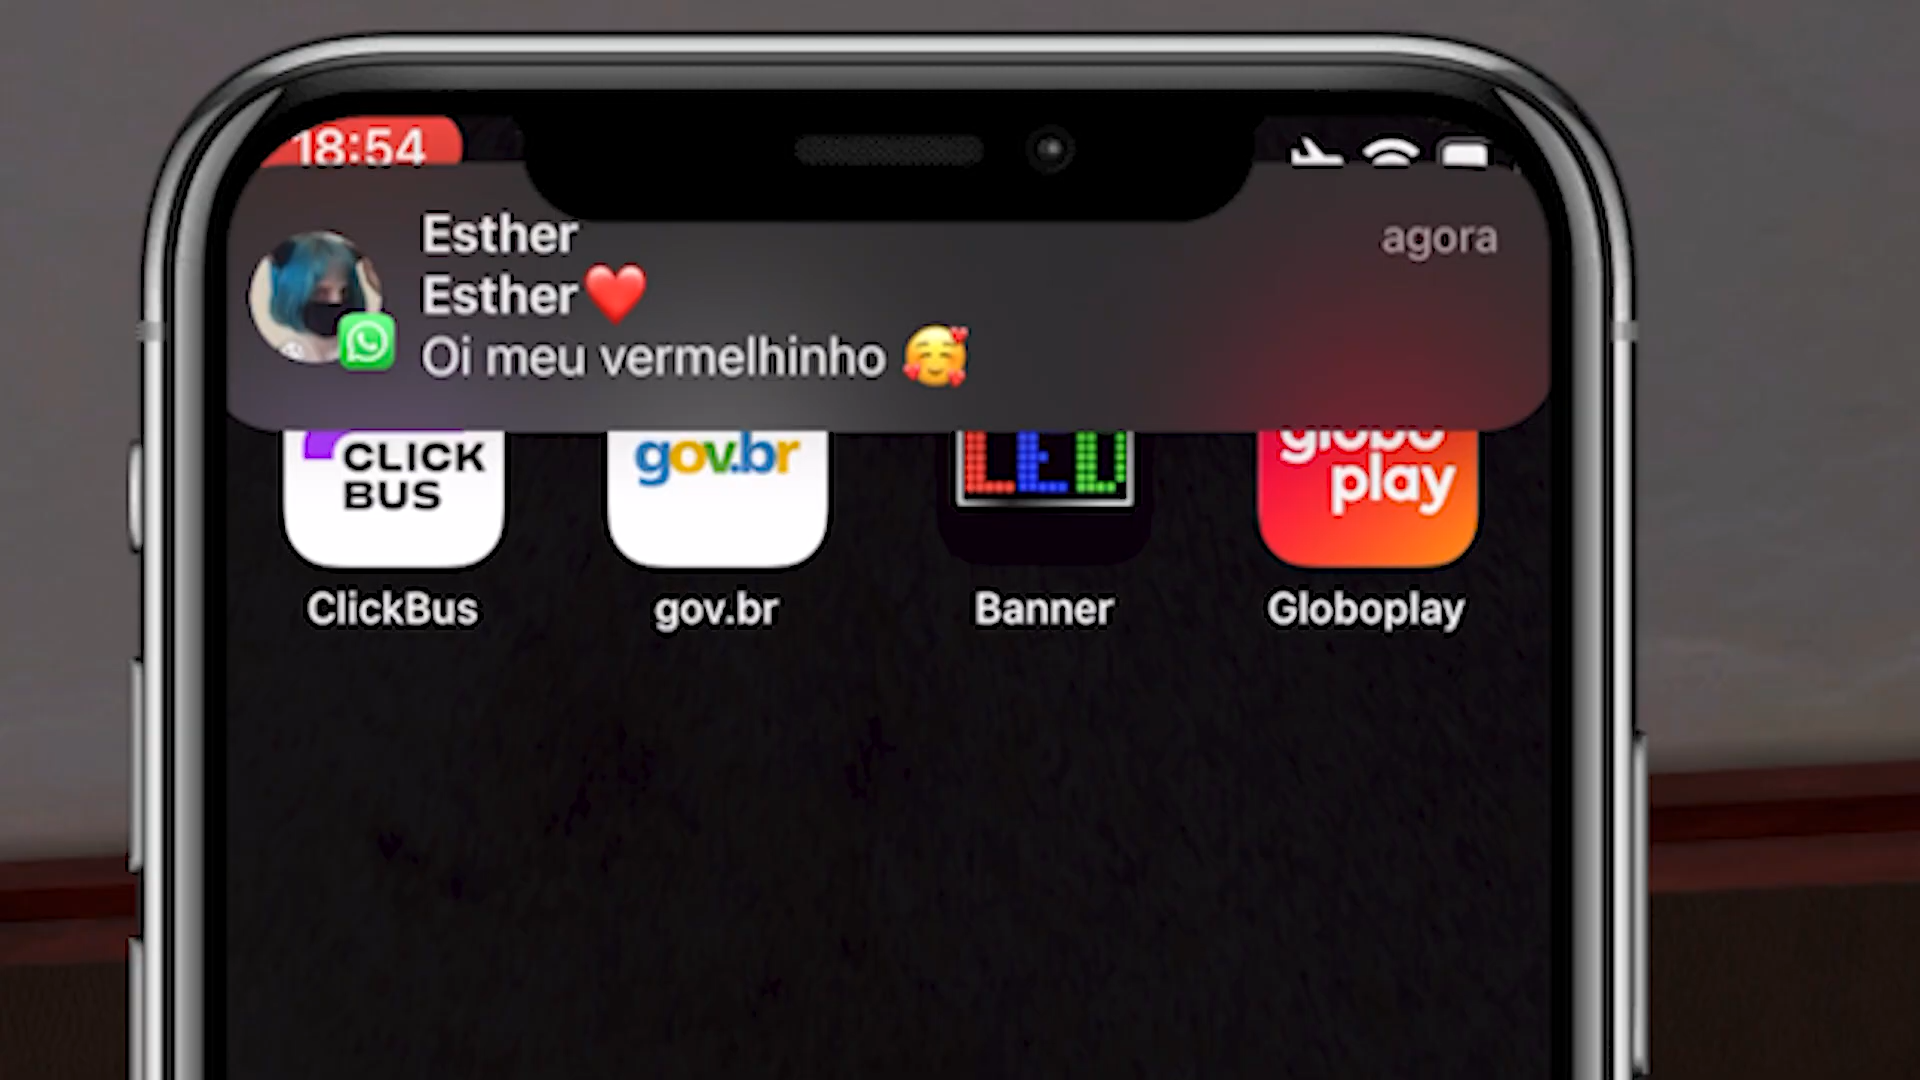 18:54
Esther
agora
Esther❤️
Oi meu vermelhinho 🥰
CLICK
BUS
gov.br
LED
globo
play
ClickBus
gov.br
Banner
Globoplay